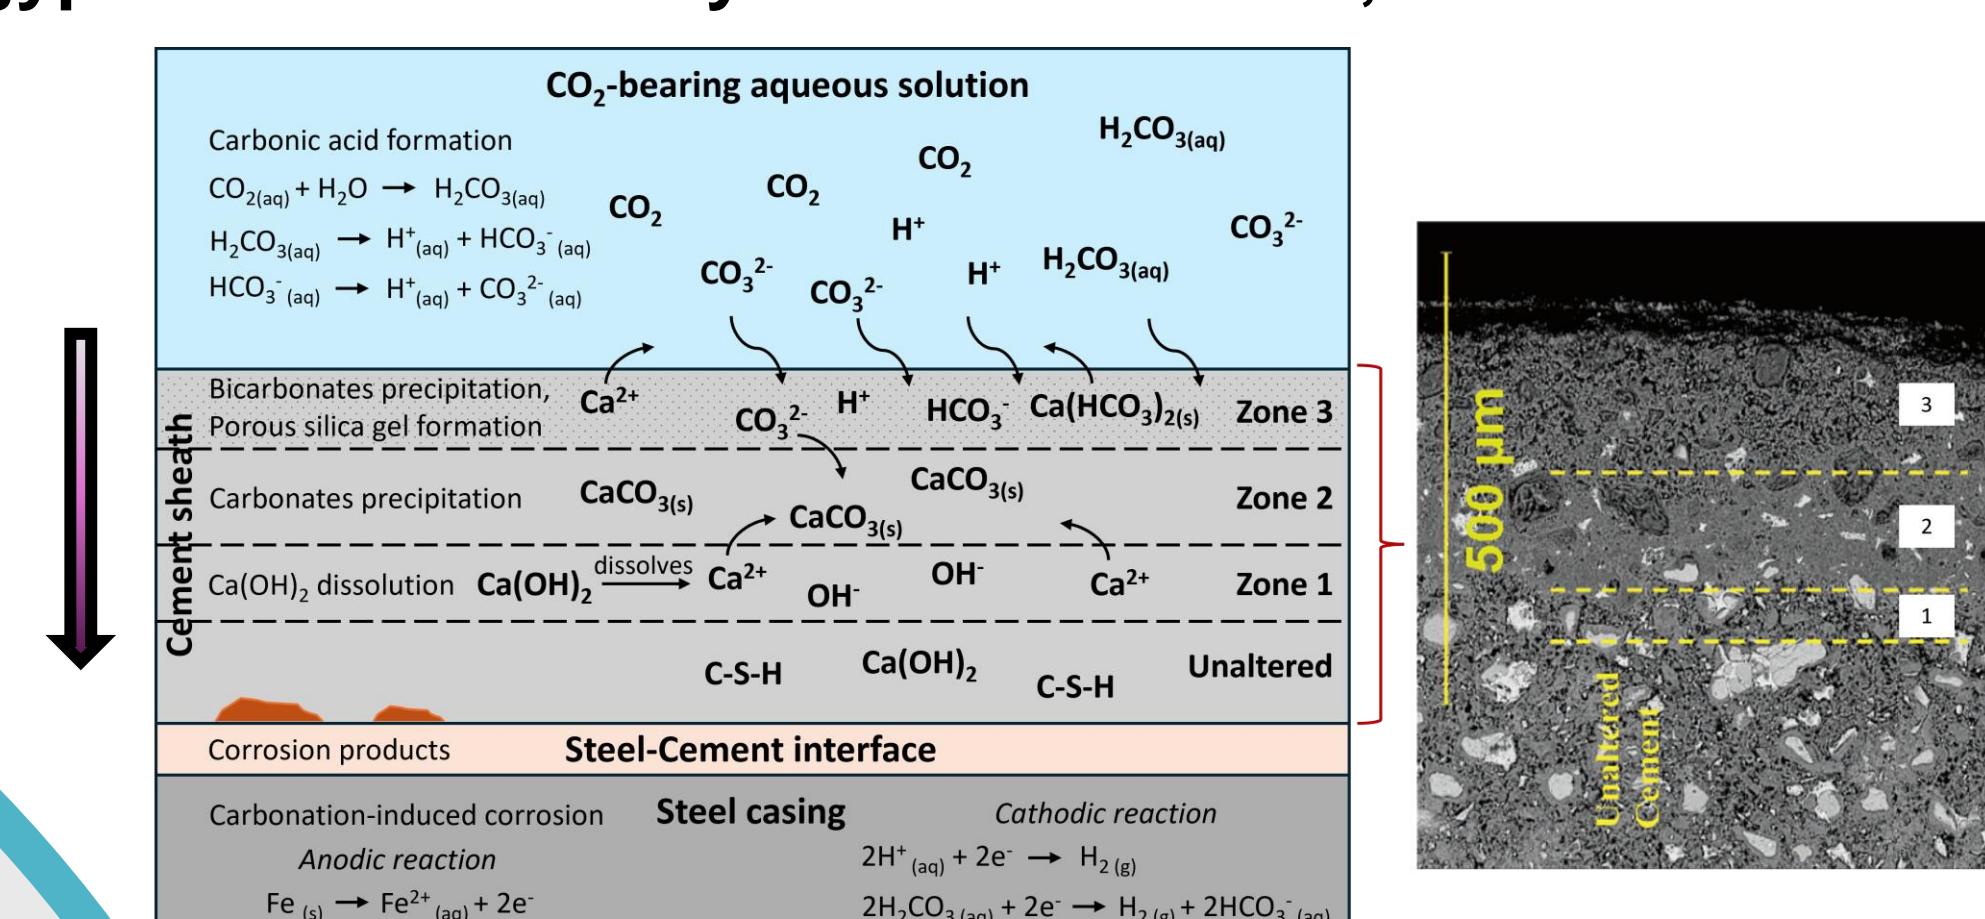 CO₂-bearing aqueous solution
Carbonic acid formation
CO₂(aq) + H₂O → H₂CO₃(aq)
H₂CO₃(aq) → H⁺(aq) + HCO₃⁻(aq)
HCO₃⁻(aq) → H⁺(aq) + CO₃²⁻(aq)
H₂CO₃(aq)
CO₂
CO₂
CO₂
H⁺
CO₃²⁻
CO₃²⁻
H⁺
H₂CO₃(aq)
CO₃²⁻
Cement sheath
Bicarbonates precipitation,
Porous silica gel formation
Ca²⁺
CO₃²⁻
H⁺
HCO₃⁻
Ca(HCO₃)₂(s)
Zone 3
Carbonates precipitation
CaCO₃(s)
CaCO₃(s)
CaCO₃(s)
Zone 2
Ca(OH)₂ dissolution
Ca(OH)₂
dissolves
Ca²⁺
OH⁻
OH⁻
Ca²⁺
Zone 1
C-S-H
Ca(OH)₂
C-S-H
Unaltered
Corrosion products
Steel-Cement interface
Carbonation-induced corrosion
Steel casing
Cathodic reaction
Anodic reaction
2H⁺(aq) + 2e⁻ → H₂(g)
Fe(s) → Fe²⁺(aq) + 2e⁻
2H₂CO₃(aq) + 2e⁻ → H₂(g) + 2HCO₃⁻(aq)
500 µm
3
2
1
Unaltered
Cement